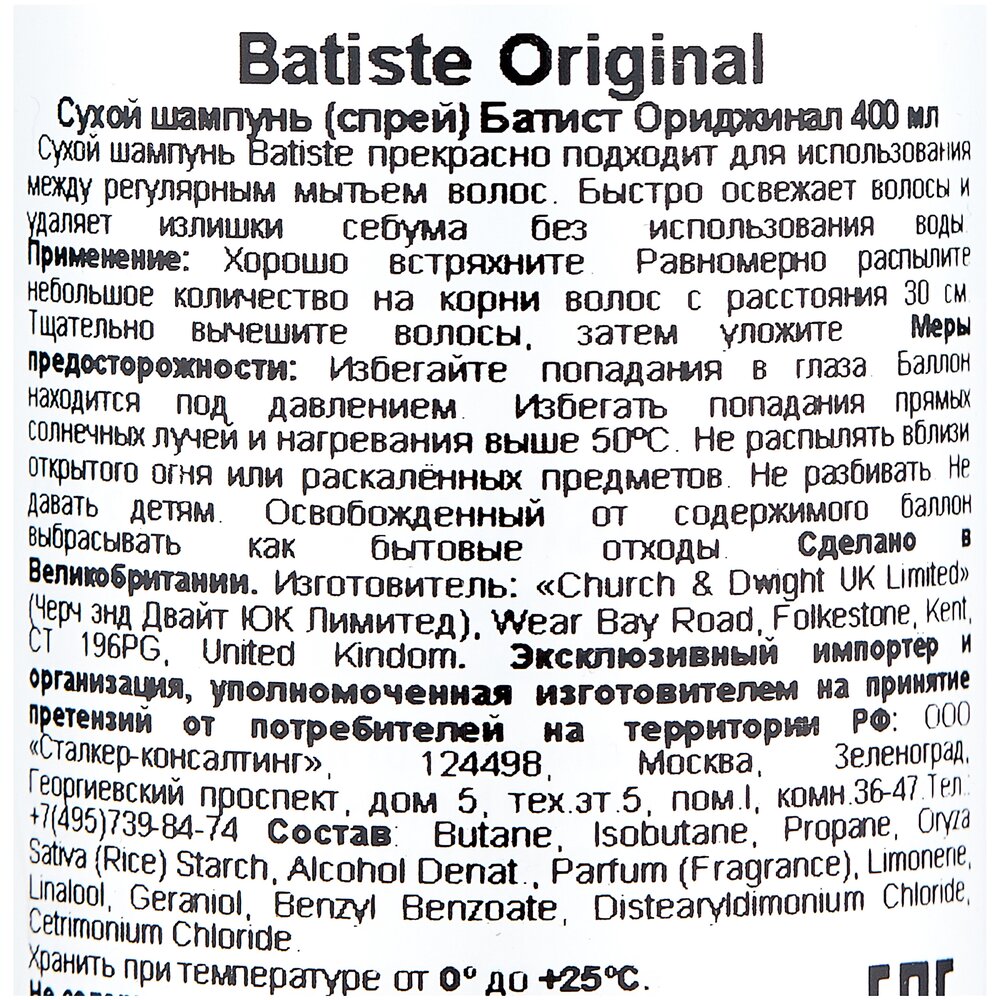 Batiste Original
Сухой шампунь (спрей) Батист Ориджинал 400 мл
Сухой шампунь Batiste прекрасно подходит для использования
между регулярным мытьем волос. Быстро освежает волосы и
удаляет излишки себума без использования воды.
Применение: Хорошо встряхните. Равномерно распылите
небольшое количество на корни волос с расстояния 30 см.
Тщательно вычешите волосы, затем уложите. Меры
предосторожности: Избегайте попадания в глаза. Баллон
находится под давлением. Избегать попадания прямых
солнечных лучей и нагревания выше 50ºС. Не распылять вблизи
открытого огня или раскалённых предметов. Не разбивать. Не
давать детям. Освобожденный от содержимого баллон
выбрасывать как бытовые отходы. Сделано в
Великобритании. Изготовитель: «Church & Dwight UK Limited»
(Черч энд Двайт ЮК Лимитед), Wear Bay Road, Folkestone, Kent,
CT 196PG, United Kindom. Эксклюзивный импортер и
организация, уполномоченная изготовителем на принятие
претензий от потребителей на территории РФ: ООО
«Сталкер-консалтинг», 124498, Москва, Зеленоград,
Георгиевский проспект, дом 5, тех.эт.5, пом.I, комн.36-47.Тел.:
+7(495)739-84-74 Состав: Butane, Isobutane, Propane, Oryza
Sativa (Rice) Starch, Alcohol Denat., Parfum (Fragrance), Limonene,
Linalool, Geraniol, Benzyl Benzoate, Distearyldimonium Chloride,
Cetrimonium Chloride.
Хранить при температуре от 0º до +25ºС.
Не